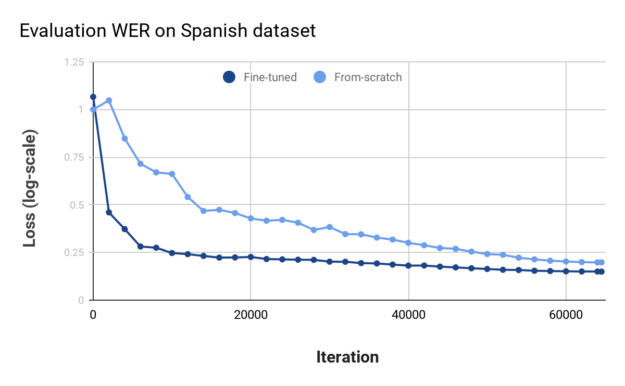 Evaluation WER on Spanish dataset
1.25
Fine-tuned From-scratch
1
0.75
0.5
0.25
0
Loss (log-scale)
0 20000 40000 60000
Iteration